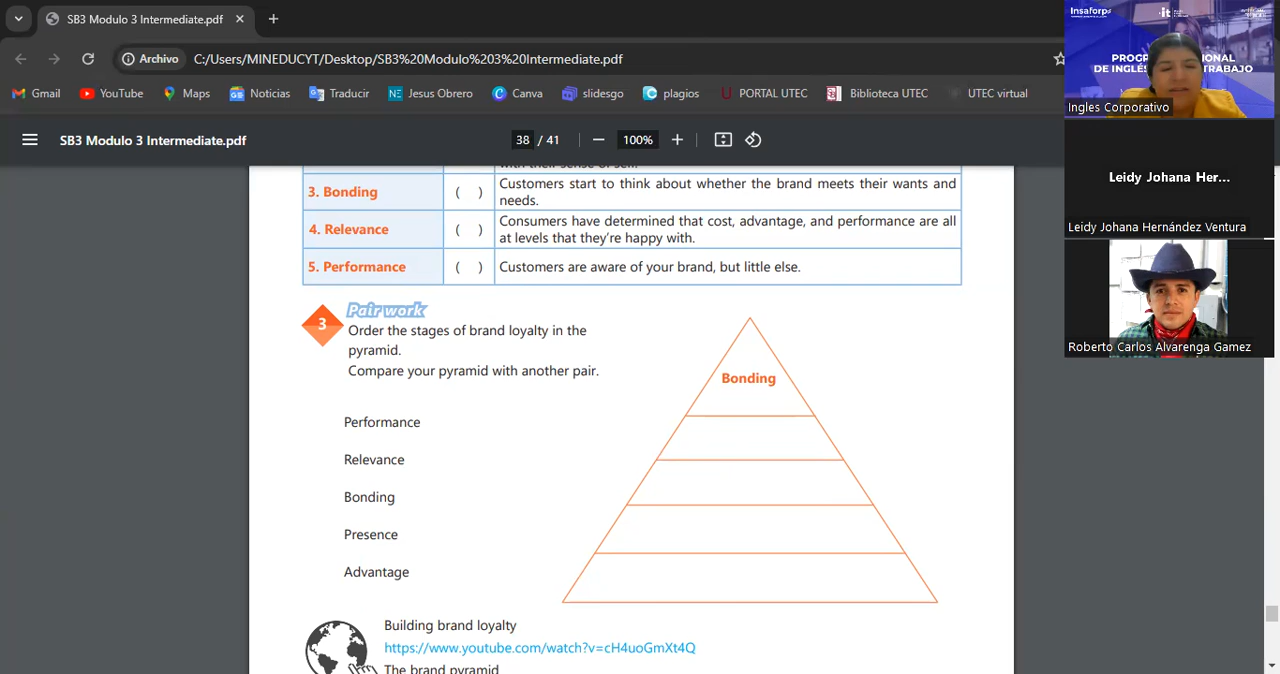 SB3 Modulo 3 Intermediate.pdf
Archivo
C:/Users/MINEDUCYT/Desktop/SB3%20Modulo%203%20Intermediate.pdf
Gmail
YouTube
Maps
Noticias
Traducir
Jesus Obrero
Canva
slidesgo
plagios
PORTAL UTEC
Biblioteca UTEC
UTEC virtual
SB3 Modulo 3 Intermediate.pdf
38 / 41
100%
with their sense of self.
3. Bonding
( )
Customers start to think about whether the brand meets their wants and
needs.
4. Relevance
( )
Consumers have determined that cost, advantage, and performance are all
at levels that they're happy with.
5. Performance
( )
Customers are aware of your brand, but little else.
3
Pair work
Order the stages of brand loyalty in the
pyramid.
Compare your pyramid with another pair.
Performance
Relevance
Bonding
Presence
Advantage
Bonding
Building brand loyalty
https://www.youtube.com/watch?v=cH4uoGmXt4Q
The brand pyramid
Insaforp
it
Ingles Corporativo
Leidy Johana Her...
Leidy Johana Hernández Ventura
Roberto Carlos Alvarenga Gamez